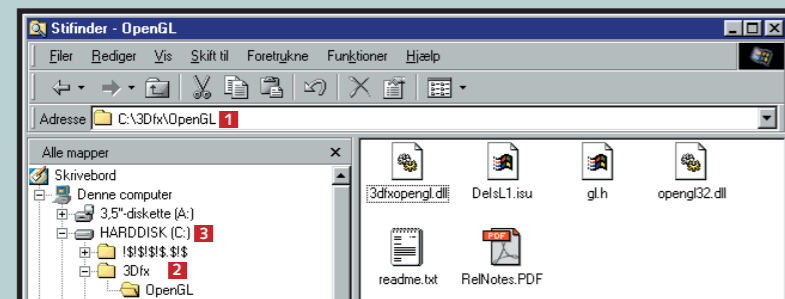 Stifinder - OpenGL
Filer Rediger Vis Skift til Foretrukne Funktioner Hjælp
Adresse C:\3Dfx\OpenGL 1
Alle mapper
Skrivebord
Denne computer
3,5"-diskette (A:)
HARDDISK (C:) 3
!$!$!$!$.$!$
3Dfx 2
OpenGL
3dfxopengl.dll DelsL1.isu gl.h opengl32.dll
PDF
readme.txt RelNotes.PDF